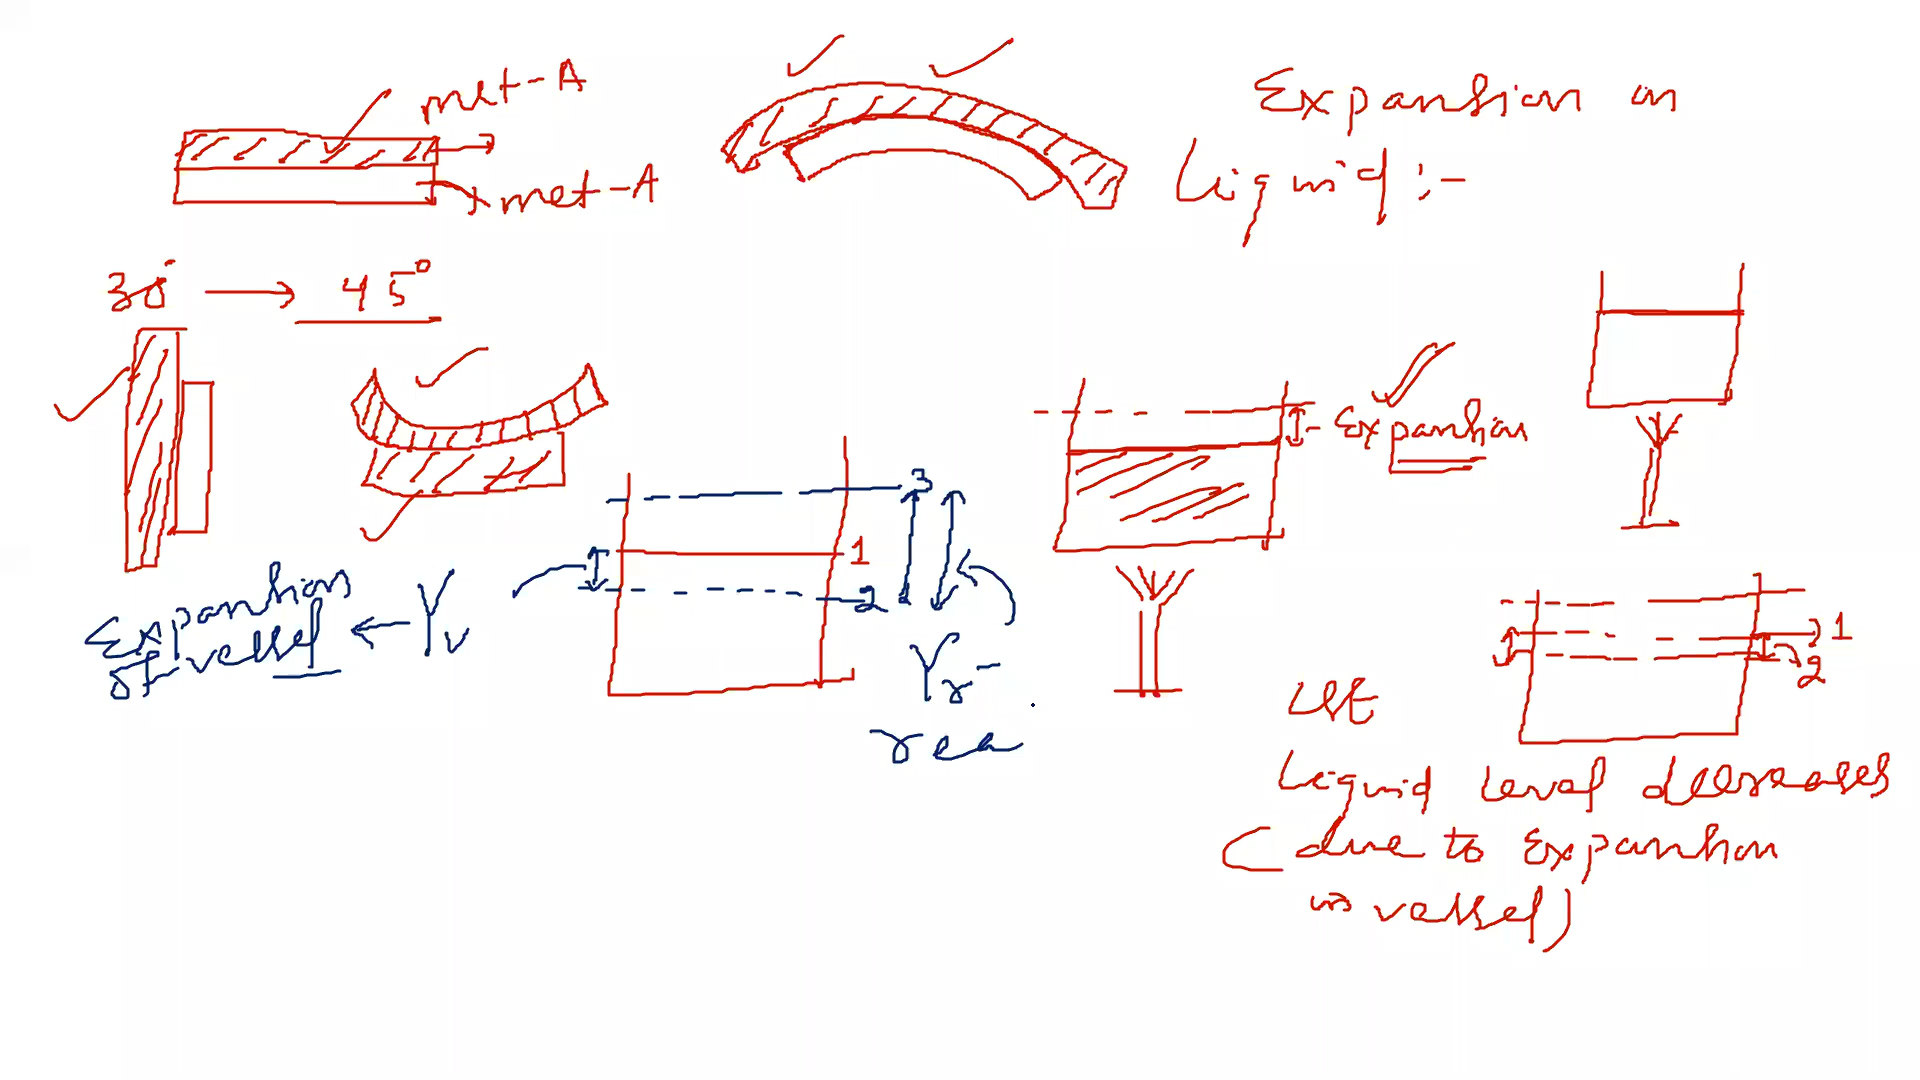 met-A
met-A
Expansion in
Liquid :-
30° → 45°
Expansion
3
1
2
Expansion
of vessel ← γv
γr -
rea
1
2
Liquid level decreases
(due to Expansion
in vessel)